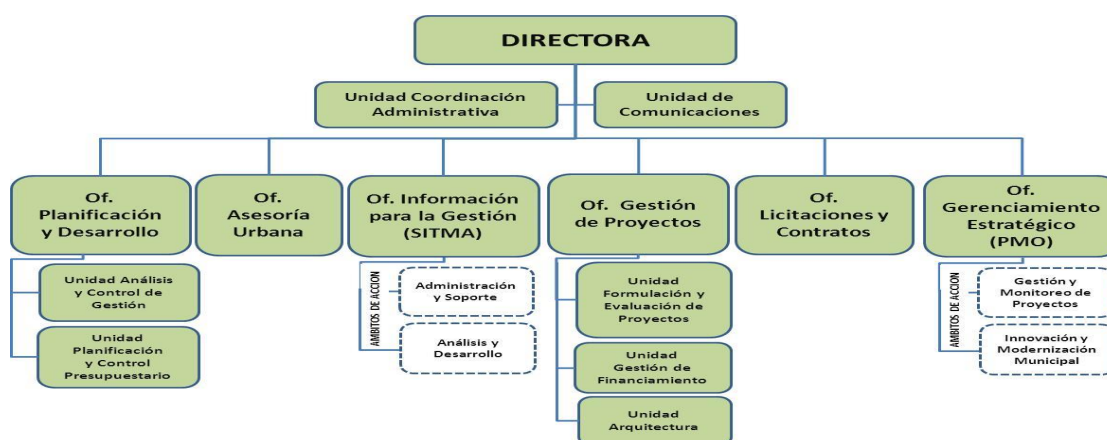 DIRECTORA
Unidad Coordinación
Administrativa
Unidad de
Comunicaciones
Of.
Planificación
y Desarrollo
Of.
Asesoría
Urbana
Of. Información
para la Gestión
(SITMA)
Of. Gestión
de Proyectos
Of.
Licitaciones y
Contratos
Of.
Gerenciamiento
Estratégico
(PMO)
Unidad Análisis
y Control de
Gestión
Unidad
Planificación
y Control
Presupuestario
AMBITOS DE ACCION
Administración
y Soporte
Análisis y
Desarrollo
Unidad
Formulación y
Evaluación de
Proyectos
Unidad
Gestión de
Financiamiento
Unidad
Arquitectura
AMBITOS DE ACCION
Gestión y
Monitoreo de
Proyectos
Innovación y
Modernización
Municipal